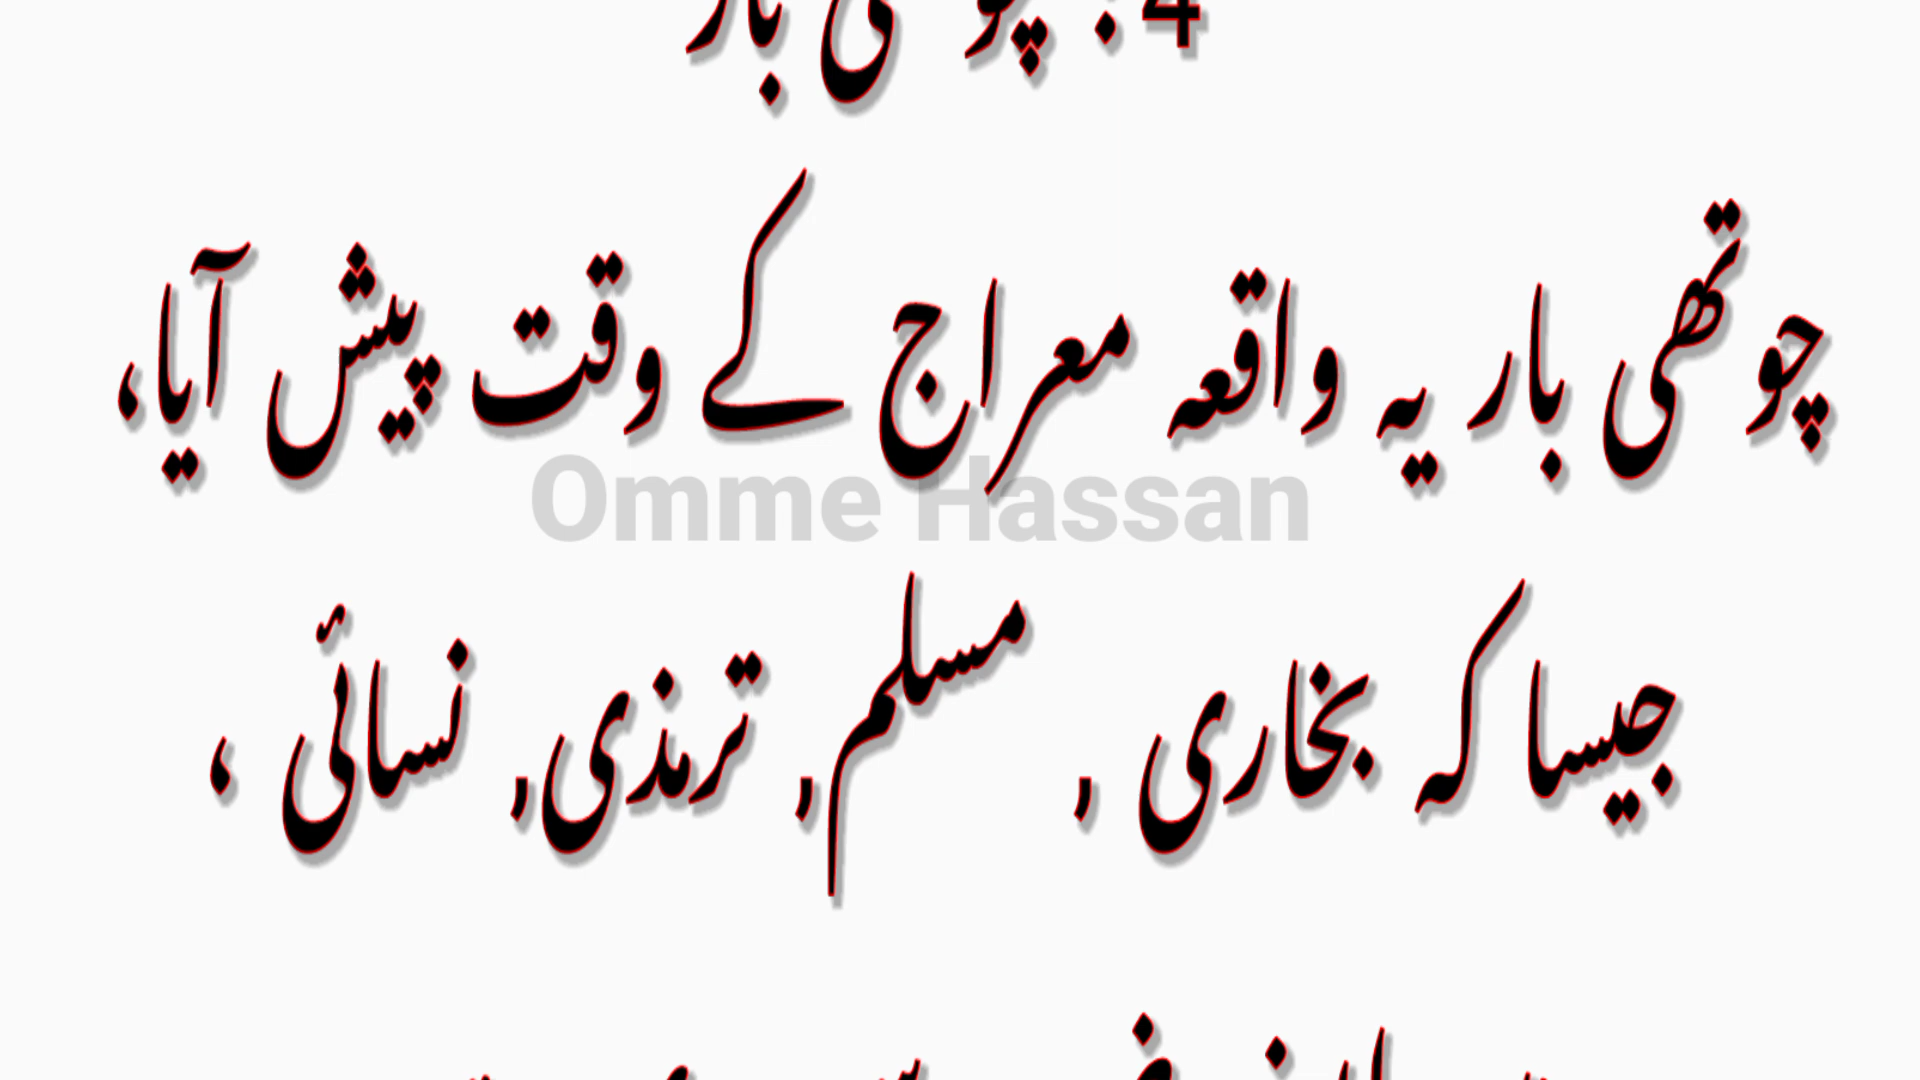 4: چوتھی بار
چوتھی بار یہ واقعہ معراج کے وقت پیش آیا،
Omme Hassan
جیسا کہ بخاری , مسلم, ترمذی, نسائی ،